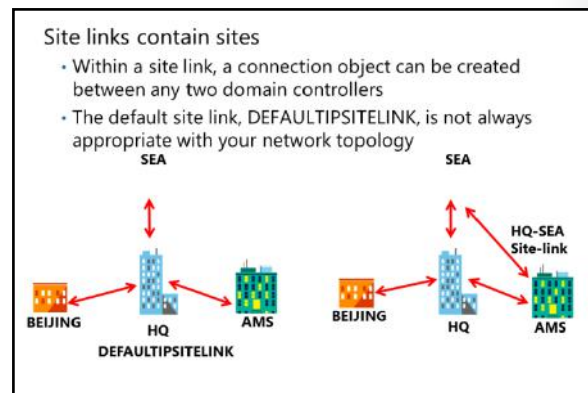 Site links contain sites
• Within a site link, a connection object can be created
between any two domain controllers
• The default site link, DEFAULTIPSITELINK, is not always
appropriate with your network topology
SEA
BEIJING
HQ
AMS
DEFAULTIPSITELINK
SEA
HQ-SEA
Site-link
BEIJING
HQ
AMS